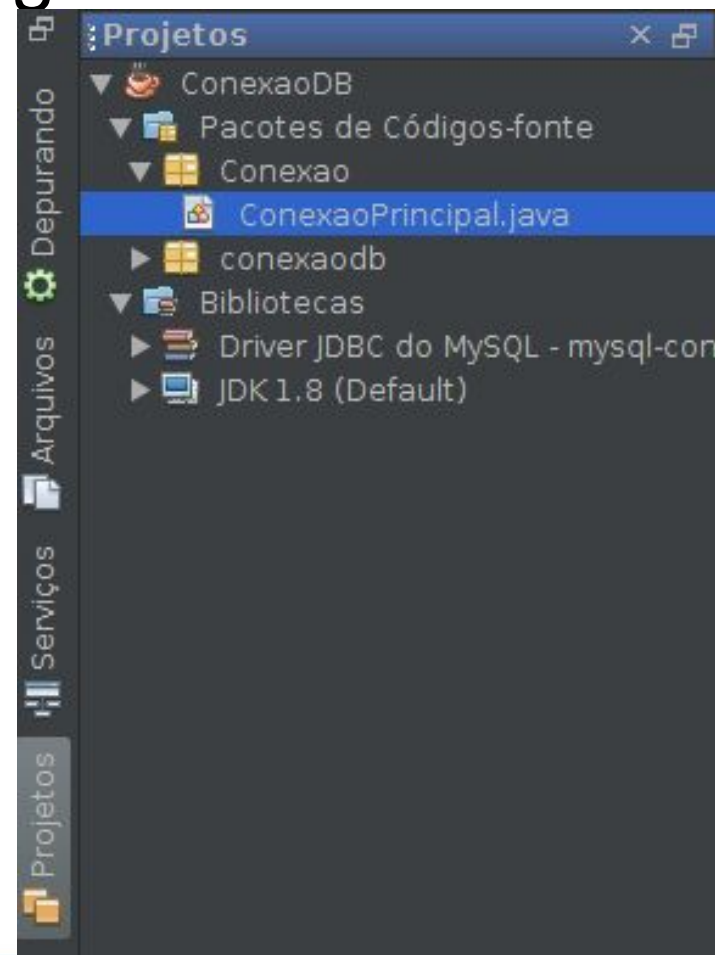 Projetos
ConexaoDB
Pacotes de Códigos-fonte
Conexao
ConexaoPrincipal.java
conexaodb
Bibliotecas
Driver JDBC do MySQL - mysql-con
JDK 1.8 (Default)
Depurando
Arquivos
Serviços
Projetos